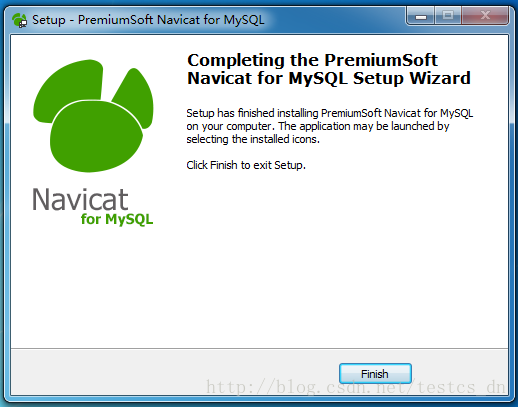 Setup - PremiumSoft Navicat for MySQL
Completing the PremiumSoft
Navicat for MySQL Setup Wizard
Setup has finished installing PremiumSoft Navicat for MySQL
on your computer. The application may be launched by
selecting the installed icons.
Click Finish to exit Setup.
Navicat
for MySQL
Finish
http://blog.csdn.net/testcs_dn